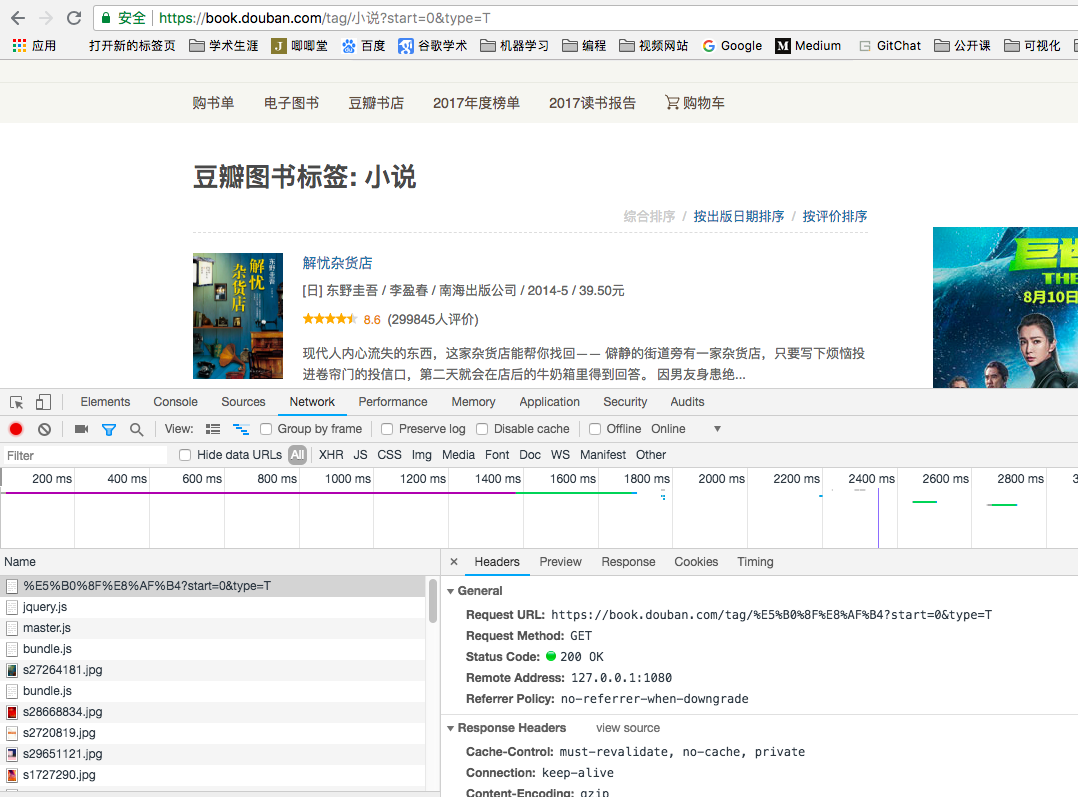 安全 https://book.douban.com/tag/小说?start=0&type=T
应用 打开新的标签页 学术生涯 J 唧唧堂 百度 谷歌学术 机器学习 编程 视频网站 Google M Medium GitChat 公开课 可视化
购书单 电子图书 豆瓣书店 2017年度榜单 2017读书报告 购物车
豆瓣图书标签: 小说
综合排序 / 按出版日期排序 / 按评价排序
解忧杂货店
[日] 东野圭吾 / 李盈春 / 南海出版公司 / 2014-5 / 39.50元
8.6 (299845人评价)
现代人内心流失的东西，这家杂货店能帮你找回—— 僻静的街道旁有一家杂货店，只要写下烦恼投
进卷帘门的投信口，第二天就会在店后的牛奶箱里得到回答。 因男友身患绝...
东野圭吾
解忧
杂货店
THE
8月10日
Elements Console Sources Network Performance Memory Application Security Audits
View: Group by frame Preserve log Disable cache Offline Online
Filter Hide data URLs All XHR JS CSS Img Media Font Doc WS Manifest Other
200 ms 400 ms 600 ms 800 ms 1000 ms 1200 ms 1400 ms 1600 ms 1800 ms 2000 ms 2200 ms 2400 ms 2600 ms 2800 ms
Name × Headers Preview Response Cookies Timing
%E5%B0%8F%E8%AF%B4?start=0&type=T
jquery.js
master.js
bundle.js
s27264181.jpg
bundle.js
s28668834.jpg
s2720819.jpg
s29651121.jpg
s1727290.jpg
General
Request URL: https://book.douban.com/tag/%E5%B0%8F%E8%AF%B4?start=0&type=T
Request Method: GET
Status Code: 200 OK
Remote Address: 127.0.0.1:1080
Referrer Policy: no-referrer-when-downgrade
Response Headers view source
Cache-Control: must-revalidate, no-cache, private
Connection: keep-alive
Content-Encoding: gzip